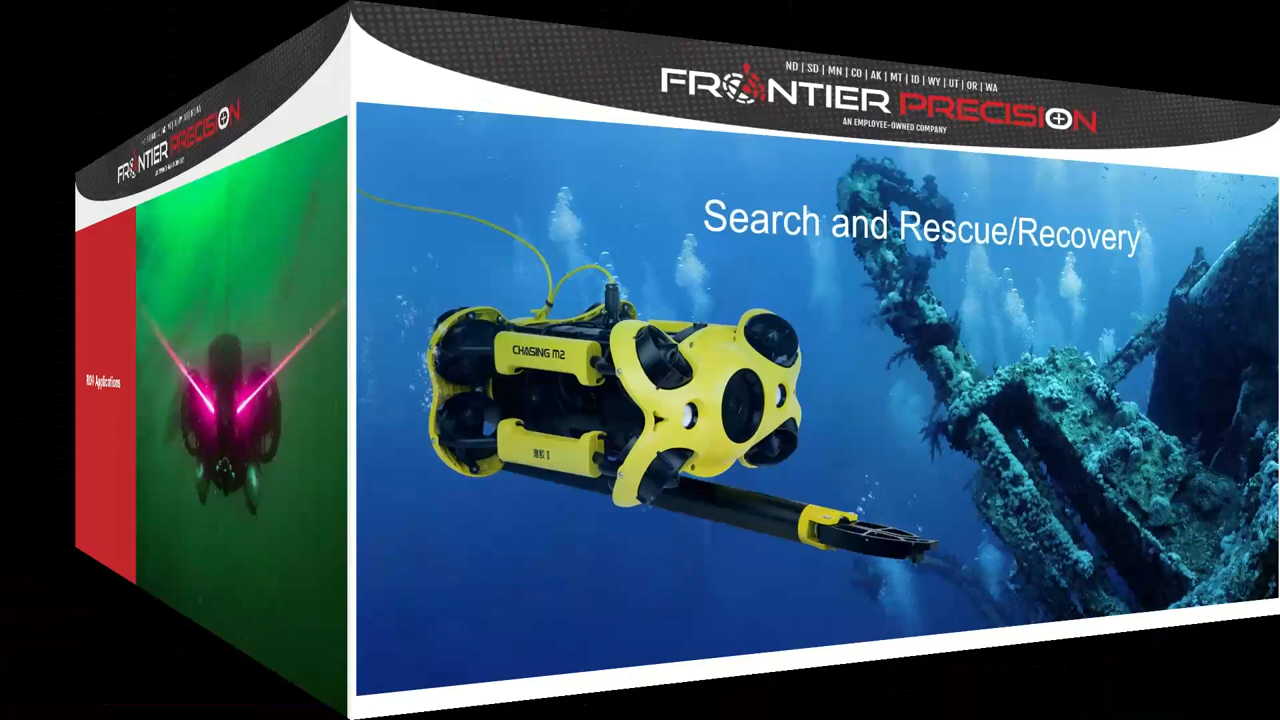 FRONTIER PRECISION
ROV Applications
ND | SD | MN | CO | AK | MT | ID | WY | UT | OR | WA
FRONTIER PRECISION
AN EMPLOYEE-OWNED COMPANY
Search and Rescue/Recovery
CHASING M2